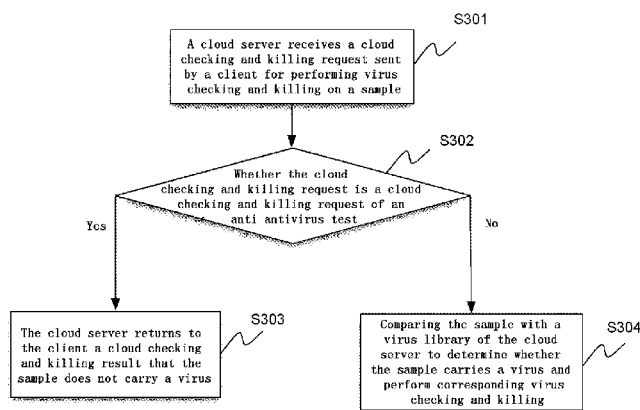 S301
A cloud server receives a cloud
checking and killing request sent
by a client for performing virus
checking and killing on a sample
S302
Whether the cloud
checking and killing request is a cloud
checking and killing request of an
anti antivirus test
Yes
No
S303
The cloud server returns to
the client a cloud checking
and killing result that the
sample does not carry a virus
S304
Comparing the sample with a
virus library of the cloud
server to determine whether
the sample carries a virus and
perform corresponding virus
checking and killing